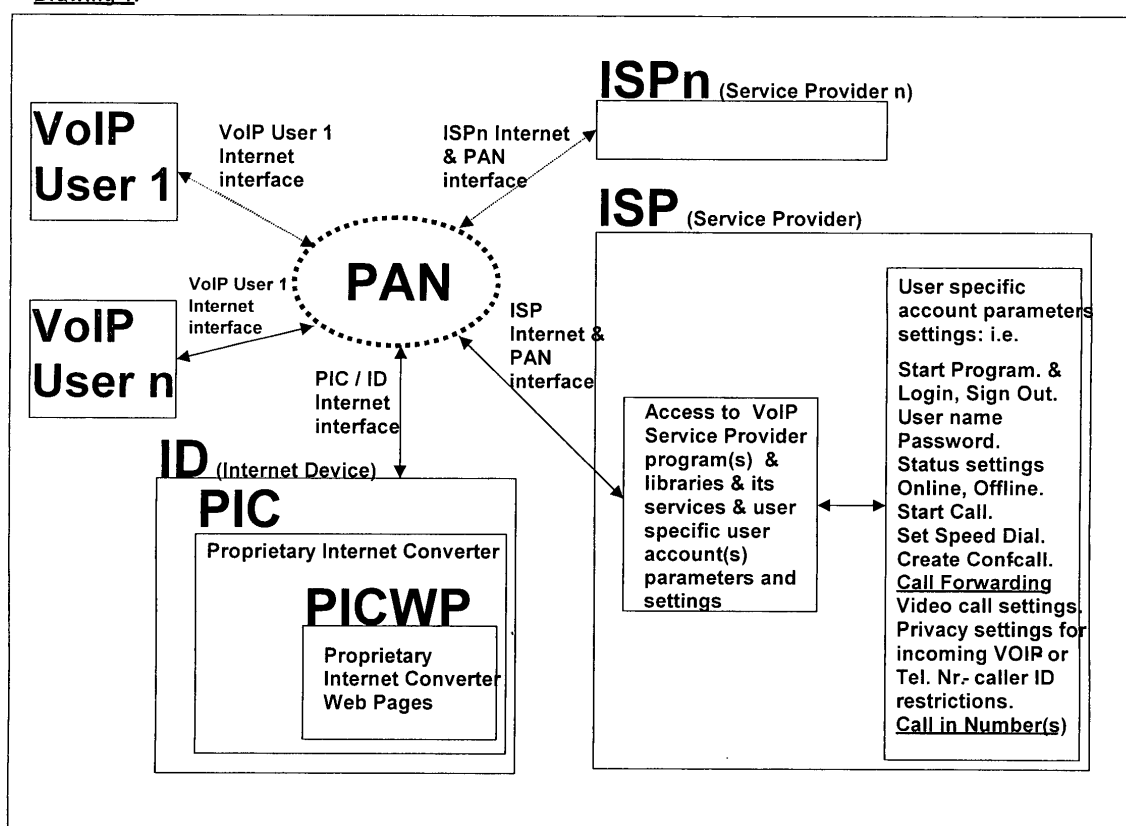 Drawing 1.
ISPn (Service Provider n)
VoIP
User 1
VoIP User 1
Internet
interface
ISPn Internet
& PAN
interface
ISP (Service Provider)
PAN
VoIP User 1
Internet
interface
VoIP
User n
ISP
Internet &
PAN
interface
PIC / ID
Internet
interface
ID (Internet Device)
PIC
Proprietary Internet Converter
PICWP
Proprietary
Internet Converter
Web Pages
Access to VoIP
Service Provider
program(s) &
libraries & its
services & user
specific user
account(s)
parameters and
settings
User specific
account parameters
settings: i.e.
Start Program. &
Login, Sign Out.
User name
Password.
Status settings
Online, Offline.
Start Call.
Set Speed Dial.
Create Confcall.
Call Forwarding
Video call settings.
Privacy settings for
incoming VOIP or
Tel. Nr.- caller ID
restrictions.
Call in Number(s)